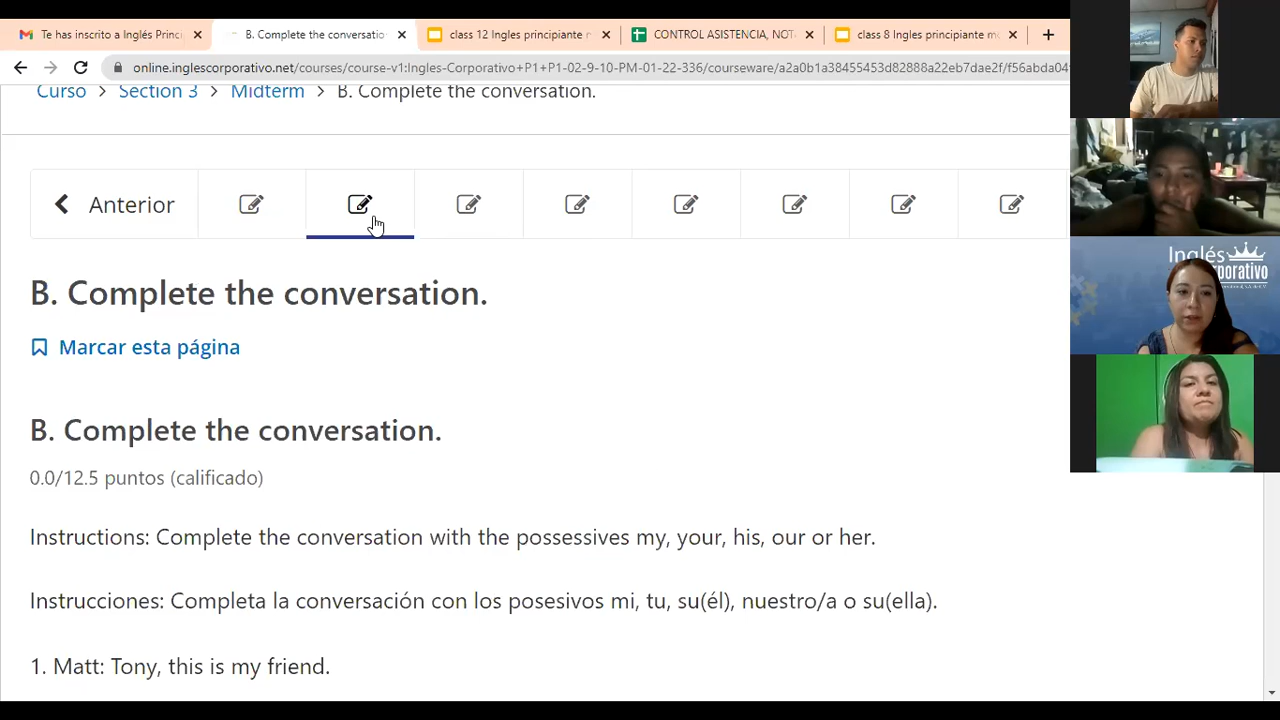 Te has inscrito a Inglés Princi
B. Complete the conversatio
class 12 Ingles principiante
CONTROL ASISTENCIA, NOT
class 8 Ingles principiante
online.inglescorporativo.net/courses/course-v1:Ingles-Corporativo+P1+P1-02-9-10-PM-01-22-336/courseware/a2a0b1a38455453d82888a22eb7dae2f/f56abda04
Curso > Section 3 > Midterm > B. Complete the conversation.
Anterior
B. Complete the conversation.
Marcar esta página
B. Complete the conversation.
0.0/12.5 puntos (calificado)
Instructions: Complete the conversation with the possessives my, your, his, our or her.
Instrucciones: Completa la conversación con los posesivos mi, tu, su(él), nuestro/a o su(ella).
1. Matt: Tony, this is my friend.
Inglés